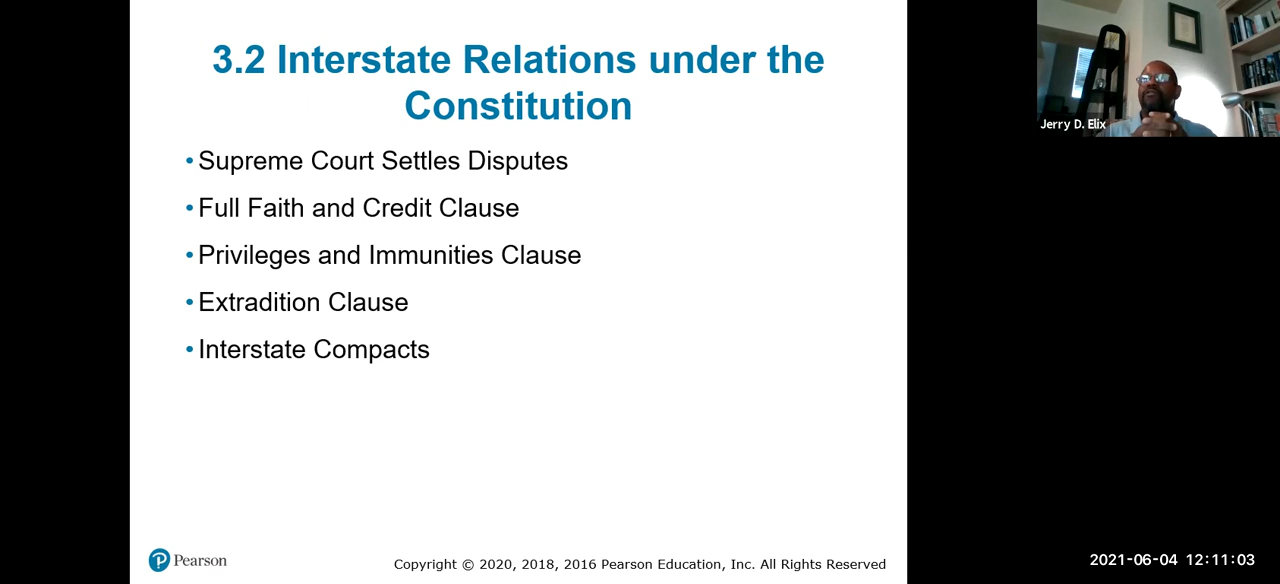 3.2 Interstate Relations under the
Constitution
• Supreme Court Settles Disputes
• Full Faith and Credit Clause
• Privileges and Immunities Clause
• Extradition Clause
• Interstate Compacts
Jerry D. Elix
Pearson
Copyright © 2020, 2018, 2016 Pearson Education, Inc. All Rights Reserved
2021-06-04 12:11:03